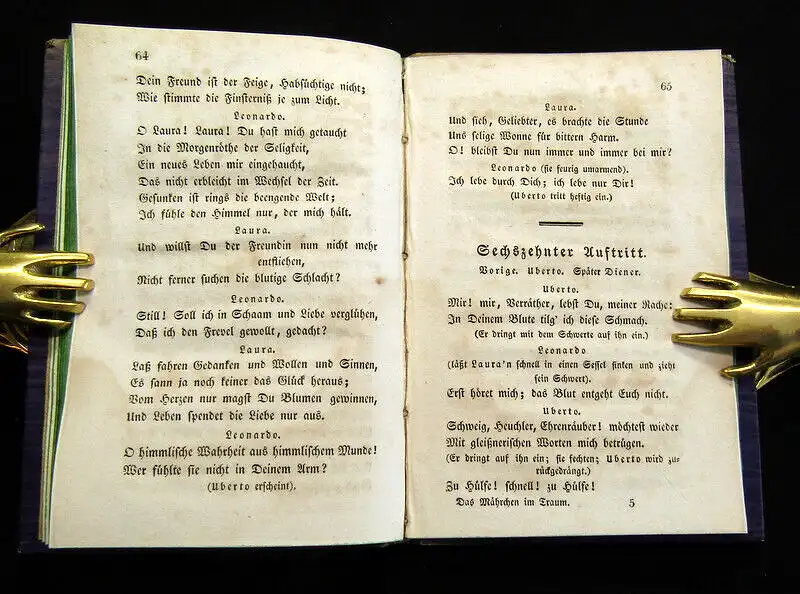 64
Dein Freund ist der Feige, Habsüchtige nicht;
Wie stimmte die Finsterniß je zum Licht.
Leonardo.
O Laura! Laura! Du hast mich getaucht
In die Morgenröthe der Seligkeit,
Ein neues Leben mir eingehaucht,
Das nicht erbleicht im Wechsel der Zeit.
Gesunken ist rings die beengende Welt;
Ich fühle den Himmel nur, der mich hält.
Laura.
Und willst Du der Freundin nun nicht mehr
entfliehen,
Nicht ferner suchen die blutige Schlacht?
Leonardo.
Still! Soll ich in Schaam und Liebe verglühen,
Daß ich den Frevel gewollt, gedacht?
Laura.
Laß fahren Gedanken und Wollen und Sinnen,
Es sann ja noch keiner das Glück heraus;
Vom Herzen nur magst Du Blumen gewinnen,
Und Leben spendet die Liebe nur aus.
Leonardo.
O himmlische Wahrheit aus himmlischem Munde!
Wer fühlte sie nicht in Deinem Arm?
(Uberto erscheint).
65
Laura.
Und sieh, Geliebter, es brachte die Stunde
Uns selige Wonne für bittern Harm.
O! bleibst Du nun immer und immer bei mir?
Leonardo (sie feurig umarmend).
Ich lebe durch Dich; ich lebe nur Dir!
(Uberto tritt heftig ein.)
Sechszehnter Auftritt.
Vorige. Uberto. Später Diener.
Uberto.
Mir! mir, Verräther, lebst Du, meiner Rache:
In Deinem Blute tilg' ich diese Schmach.
(Er dringt mit dem Schwerte auf ihn ein.)
Leonardo
(läßt Laura'n schnell in einen Sessel sinken und zieht
sein Schwert).
Erst höret mich; das Blut entgeht Euch nicht.
Uberto.
Schweig, Heuchler, Ehrenräuber! möchtest wieder
Mit gleißnerischen Worten mich betrügen.
(Er dringt auf ihn ein; sie fechten; Uberto wird zu-
rückgedrängt.)
Zu Hülfe! schnell! zu Hülfe!
Das Mährchen im Traum. 5